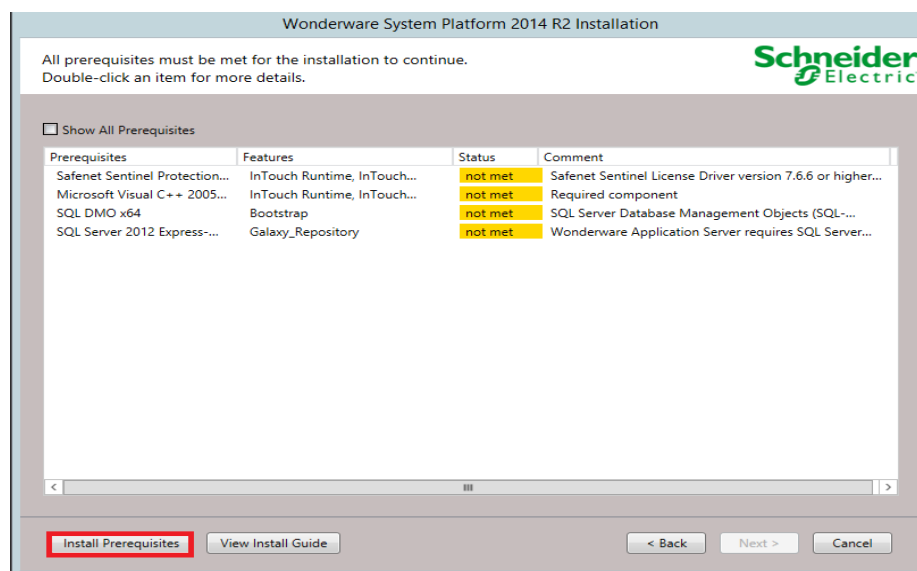 Wonderware System Platform 2014 R2 Installation
All prerequisites must be met for the installation to continue.
Double-click an item for more details.
Schneider
Electric
Show All Prerequisites
Prerequisites Features Status Comment
Safenet Sentinel Protection... InTouch Runtime, InTouch... not met Safenet Sentinel License Driver version 7.6.6 or higher...
Microsoft Visual C++ 2005... InTouch Runtime, InTouch... not met Required component
SQL DMO x64 Bootstrap not met SQL Server Database Management Objects (SQL-...
SQL Server 2012 Express-... Galaxy_Repository not met Wonderware Application Server requires SQL Server...
Install Prerequisites View Install Guide < Back Next > Cancel